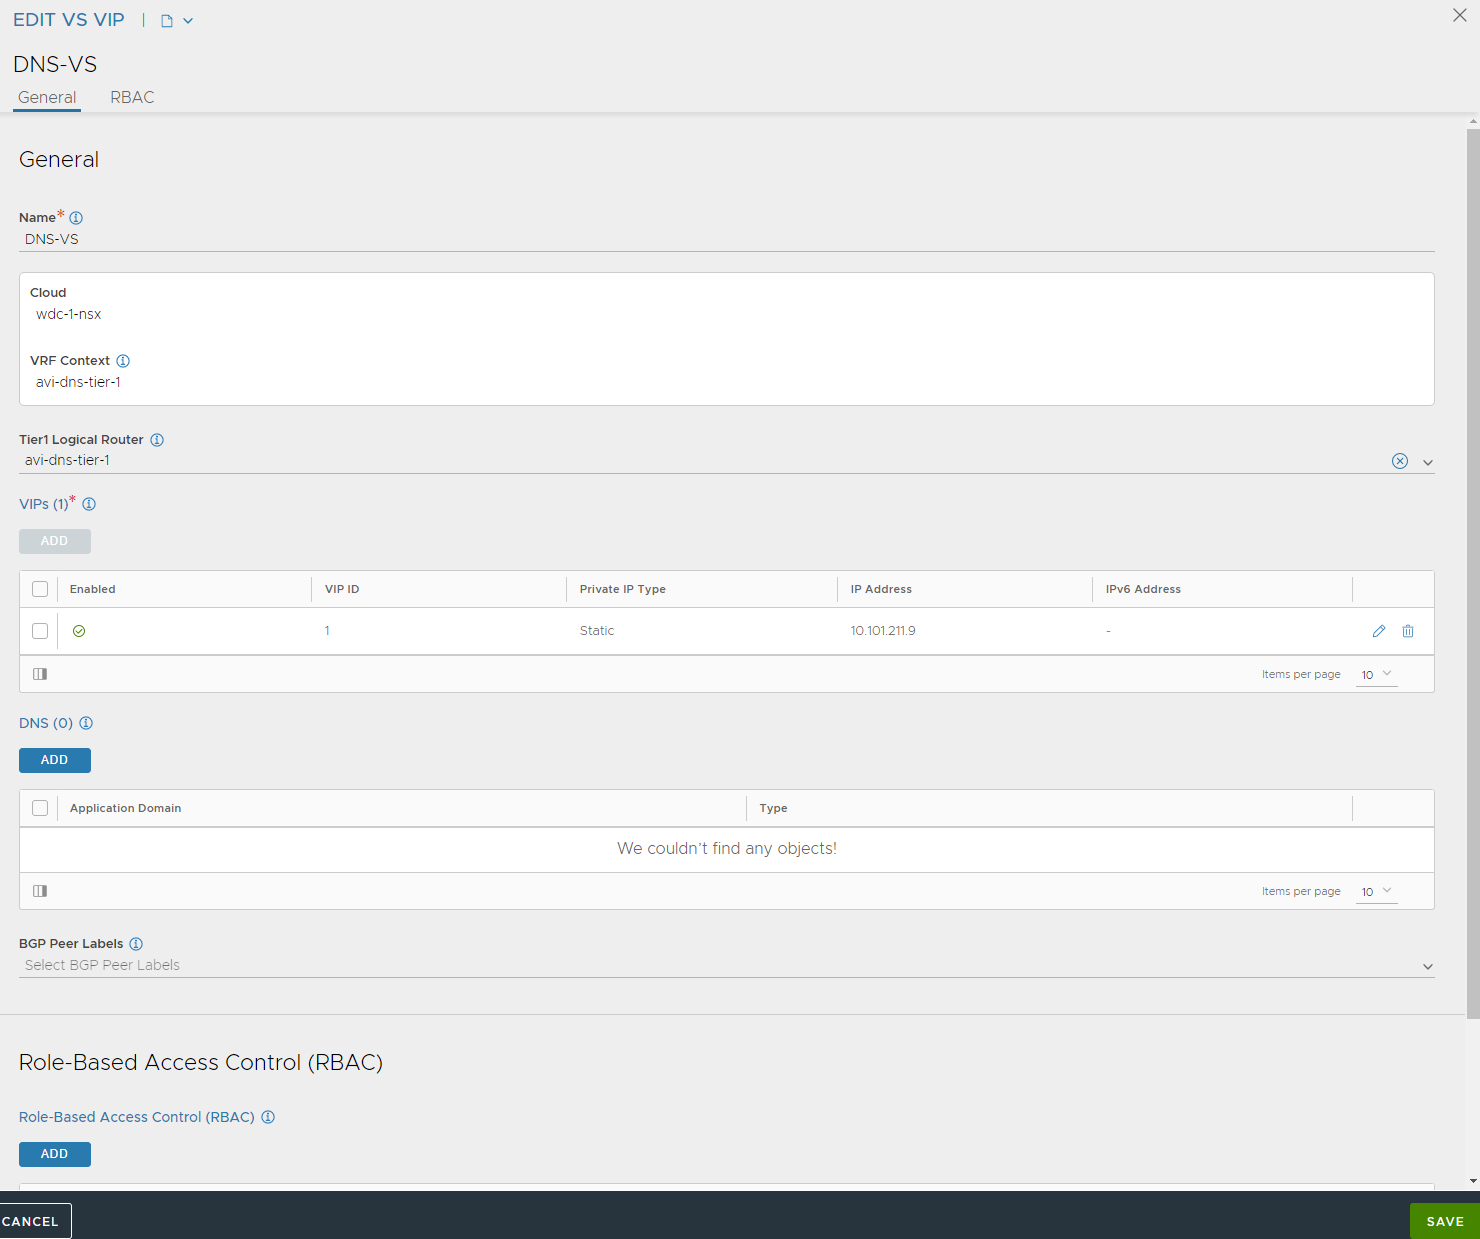 EDIT VS VIP
DNS-VS
General RBAC
General
Name*
DNS-VS
Cloud
wdc-1-nsx
VRF Context
avi-dns-tier-1
Tier1 Logical Router
avi-dns-tier-1
VIPs (1)*
ADD
Enabled VIP ID Private IP Type IP Address IPv6 Address
1 Static 10.101.211.9 -
Items per page 10
DNS (0)
ADD
Application Domain Type
We couldn't find any objects!
Items per page 10
BGP Peer Labels
Select BGP Peer Labels
Role-Based Access Control (RBAC)
Role-Based Access Control (RBAC)
ADD
CANCEL SAVE